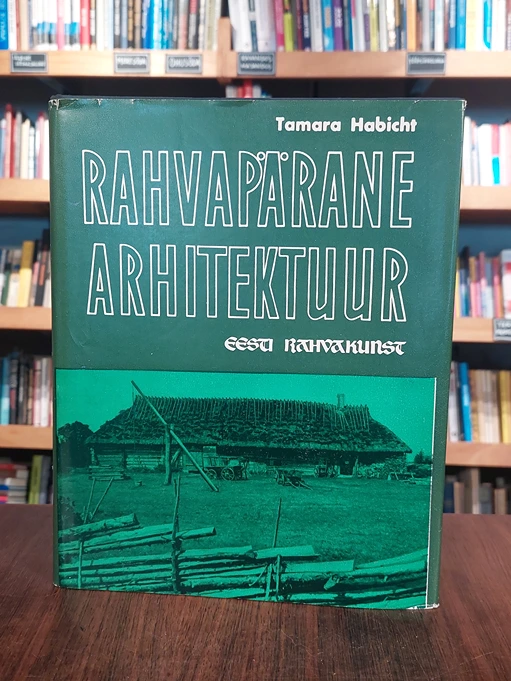 Tamara Habicht
RAHVAPÄRANE
ARHITEKTUUR
EESTI RAHVAKUNST